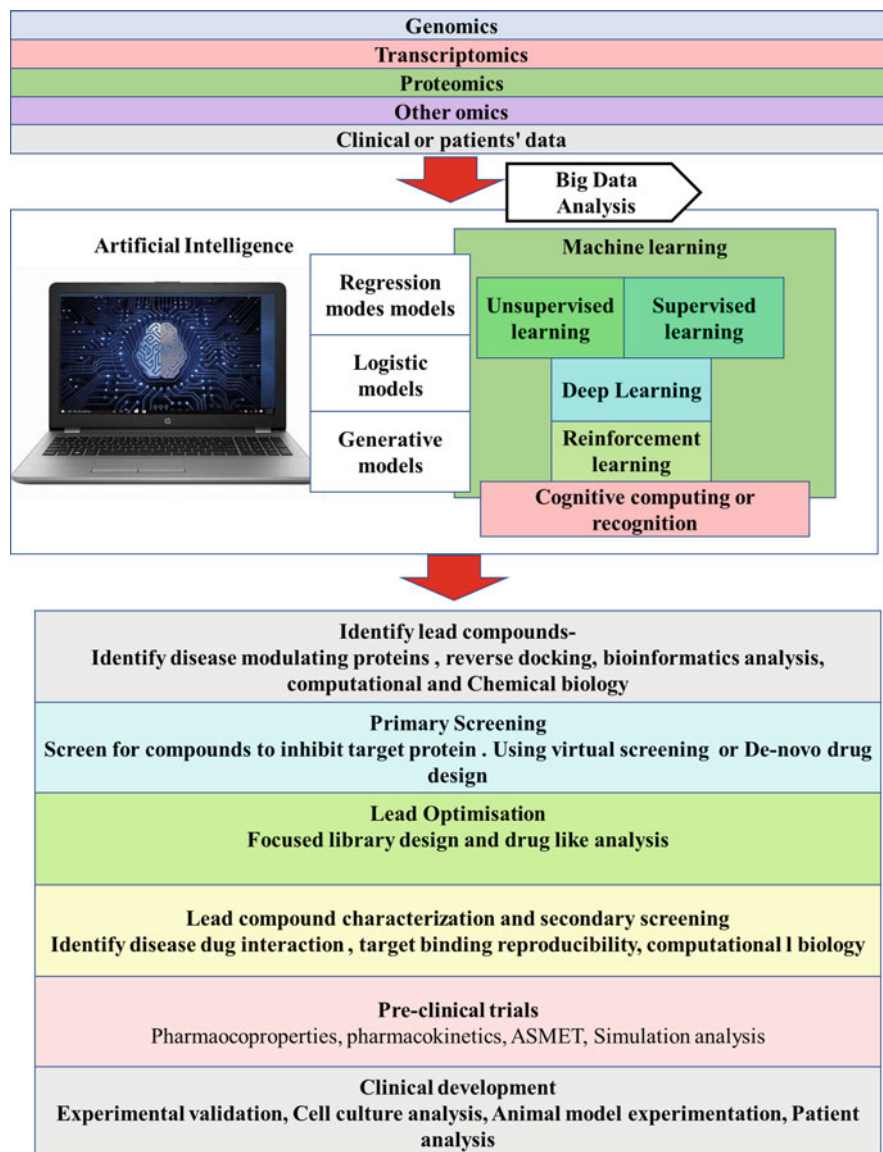 Genomics
Transcriptomics
Proteomics
Other omics
Clinical or patients' data
Big Data
Analysis
Artificial Intelligence
Machine learning
Regression
modes models
Logistic
models
Generative
models
Unsupervised
learning
Supervised
learning
Deep Learning
Reinforcement
learning
Cognitive computing or
recognition
Identify lead compounds-
Identify disease modulating proteins , reverse docking, bioinformatics analysis,
computational and Chemical biology
Primary Screening
Screen for compounds to inhibit target protein . Using virtual screening or De-novo drug
design
Lead Optimisation
Focused library design and drug like analysis
Lead compound characterization and secondary screening
Identify disease dug interaction , target binding reproducibility, computational l biology
Pre-clinical trials
Pharmaocoproperties, pharmacokinetics, ASMET, Simulation analysis
Clinical development
Experimental validation, Cell culture analysis, Animal model experimentation, Patient
analysis